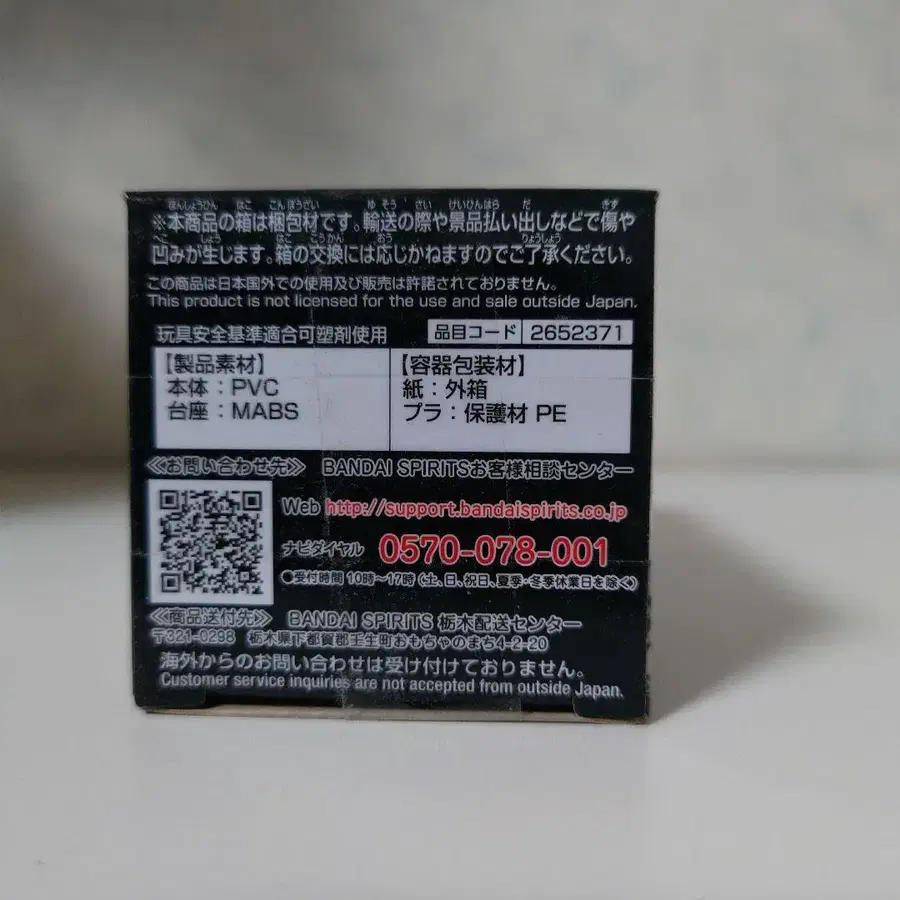 ※本商品の箱は梱包材です。輸送の際や景品払い出しなどで傷や
凹みが生じます。箱の交換には応じかねますのでご了承ください。
この商品は日本国外での使用及び販売は許諾されておりません。
This product is not licensed for the use and sale outside Japan.
玩具安全基準適合可塑剤使用
品目コード 2652371
【製品素材】
本体：PVC
台座：MABS
【容器包装材】
紙：外箱
プラ：保護材 PE
≪お問い合わせ先≫ BANDAI SPIRITSお客様相談センター
Web http://support.bandaispirits.co.jp
ナビダイヤル 0570-078-001
●受付時間 10時～17時（土、日、祝日、夏季・冬季休業日を除く）
≪商品送付先≫ BANDAI SPIRITS 栃木配送センター
〒321-0298 栃木県下都賀郡壬生町おもちゃのまち4-2-20
海外からのお問い合わせは受け付けておりません。
Customer service inquiries are not accepted from outside Japan.